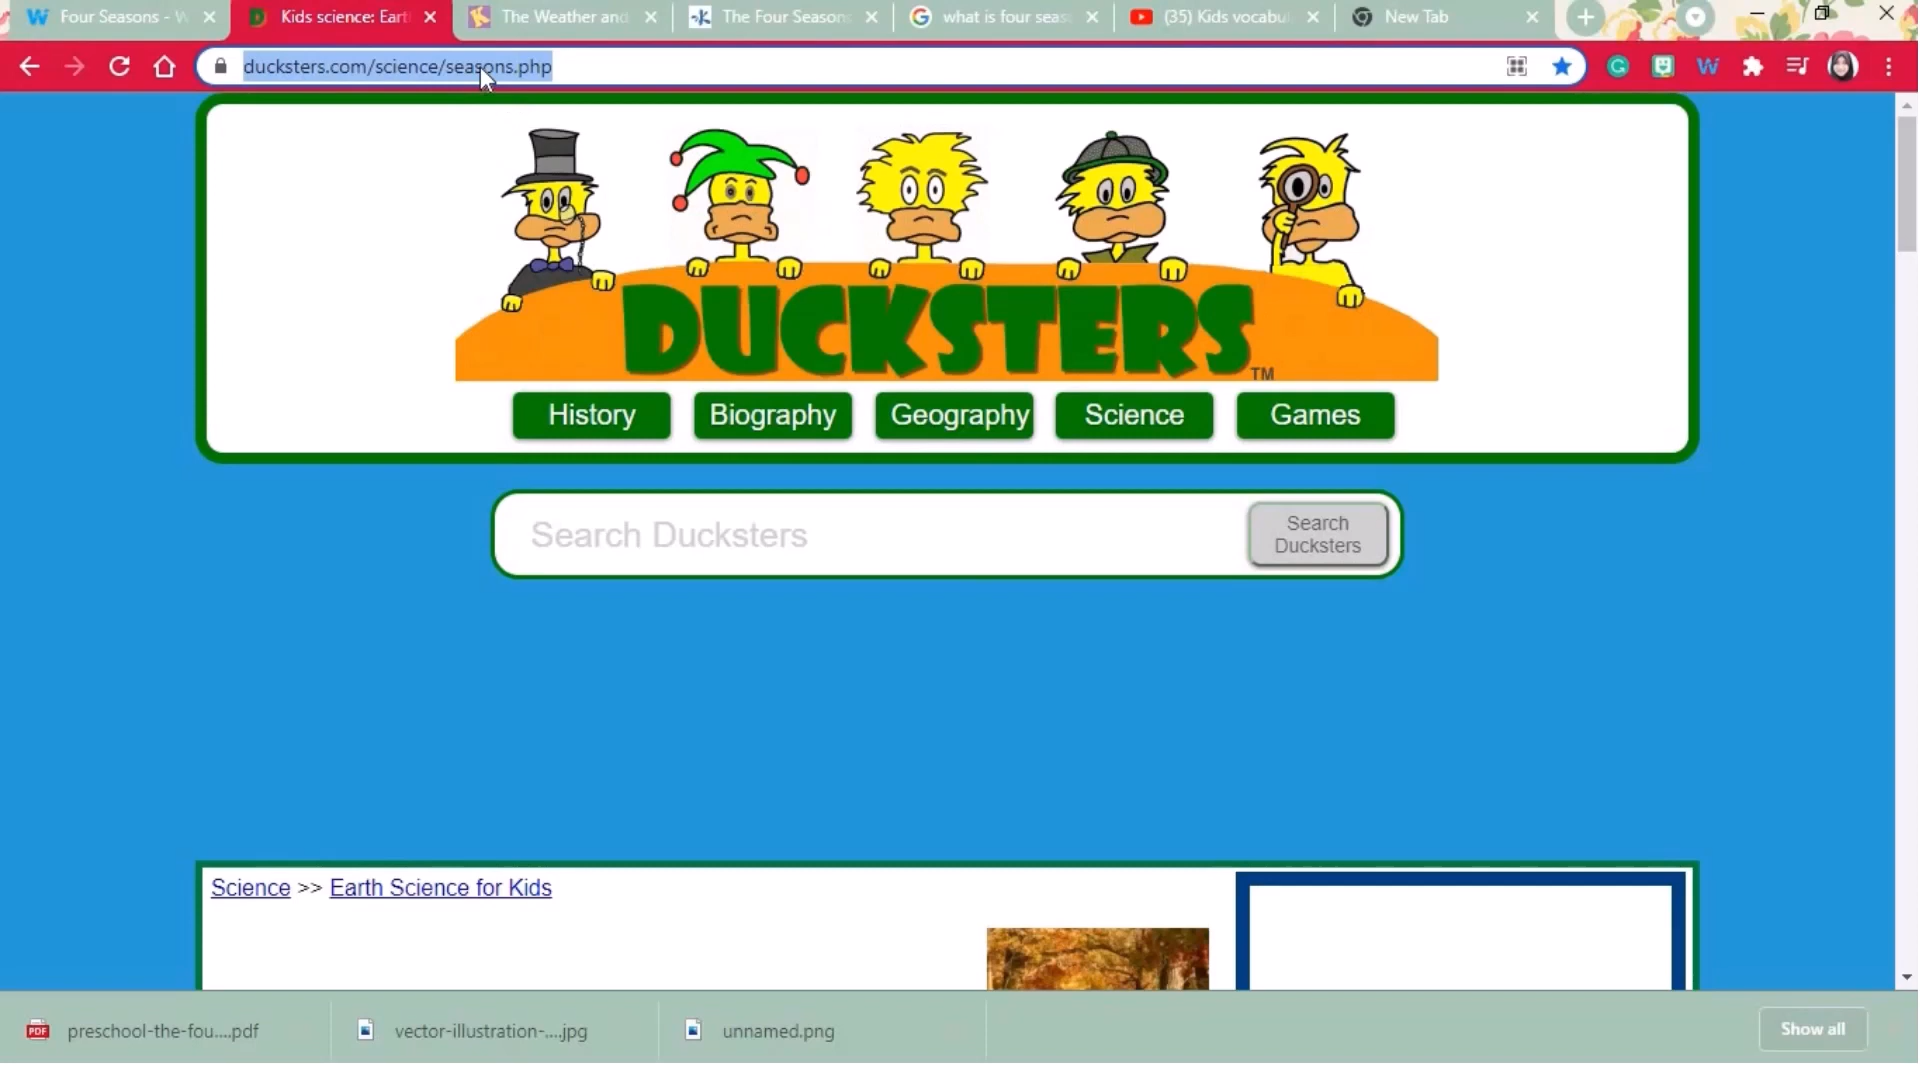 Four Seasons - W
Kids science: Eart
The Weather and
The Four Seasons
what is four seas
(35) Kids vocabul
New Tab
ducksters.com/science/seasons.php
DUCKSTERS TM
History
Biography
Geography
Science
Games
Search Ducksters
Search
Ducksters
Science >> Earth Science for Kids
preschool-the-fou....pdf
vector-illustration-....jpg
unnamed.png
Show all